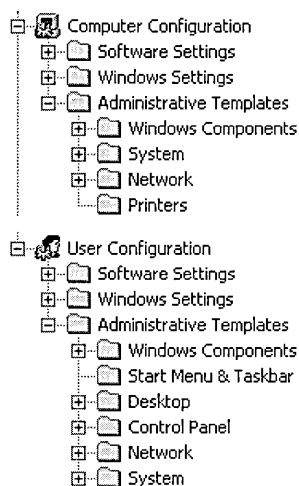 Computer Configuration
Software Settings
Windows Settings
Administrative Templates
Windows Components
System
Network
Printers
User Configuration
Software Settings
Windows Settings
Administrative Templates
Windows Components
Start Menu & Taskbar
Desktop
Control Panel
Network
System